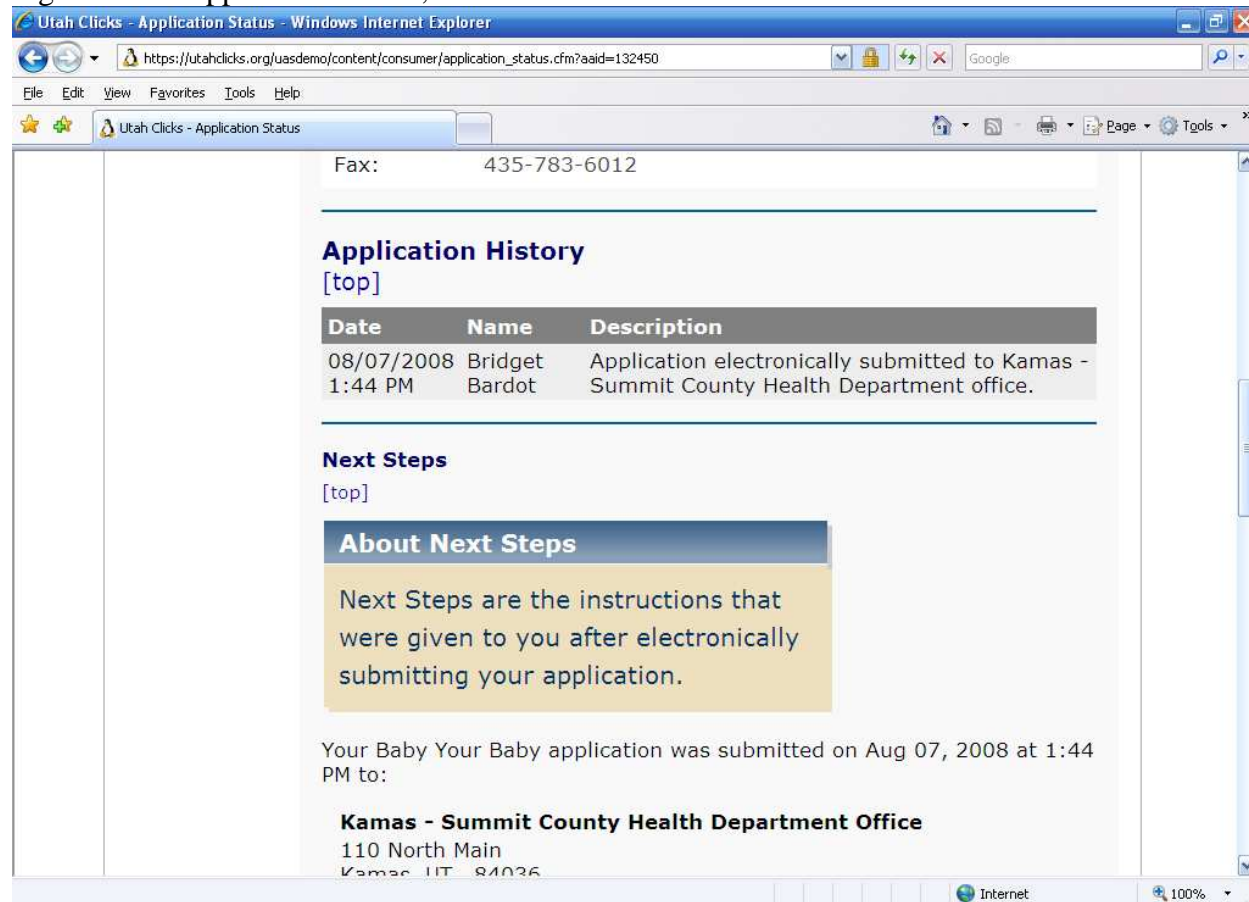 Utah Clicks - Application Status - Windows Internet Explorer
https://utahclicks.org/uasdemo/content/consumer/application_status.cfm?aaid=132450
Google
File Edit View Favorites Tools Help
Utah Clicks - Application Status
Page Tools
Fax: 435-783-6012
Application History
[top]
Date Name Description
08/07/2008 Bridget Application electronically submitted to Kamas -
1:44 PM Bardot Summit County Health Department office.
Next Steps
[top]
About Next Steps
Next Steps are the instructions that
were given to you after electronically
submitting your application.
Your Baby Your Baby application was submitted on Aug 07, 2008 at 1:44
PM to:
Kamas - Summit County Health Department Office
110 North Main
Kamas, UT 84036
Internet 100%